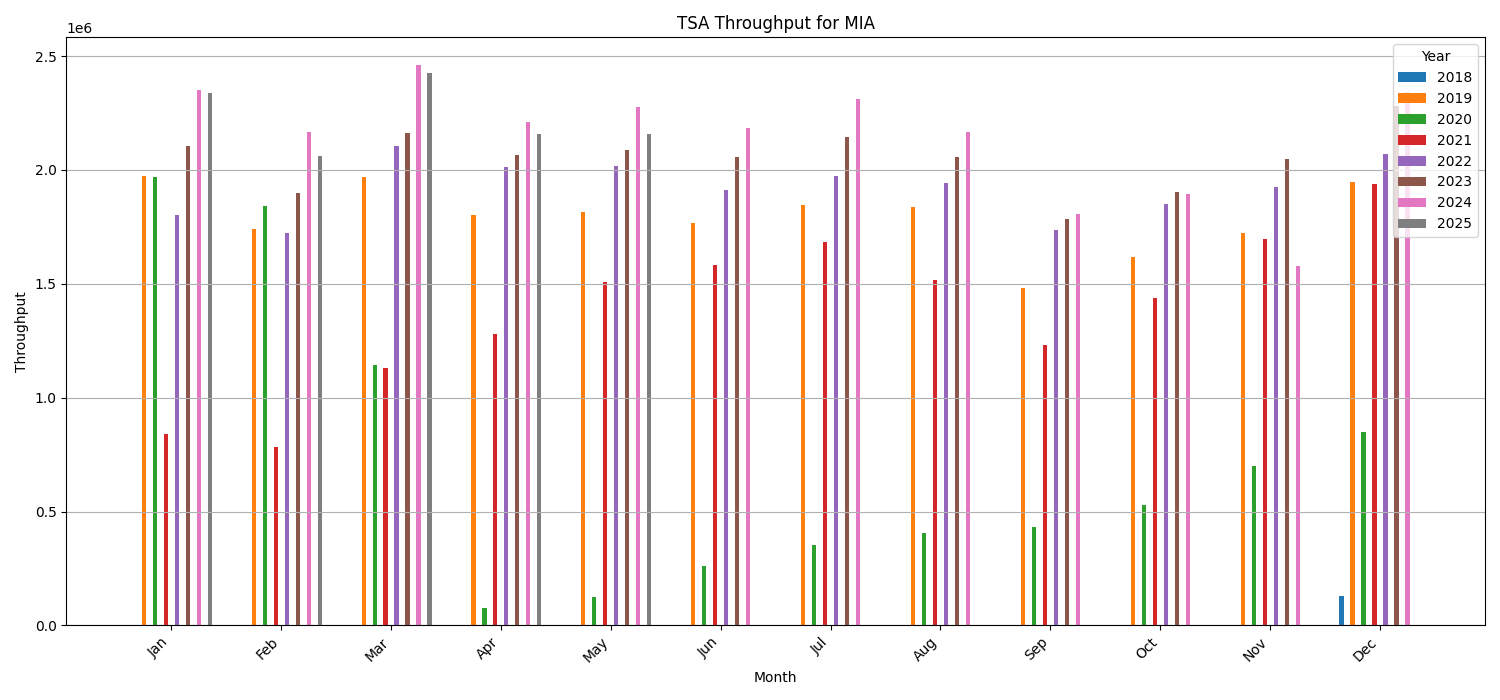 TSA Throughput for MIA
1e6
2.5
2.0
1.5
1.0
0.5
0.0
Throughput
Jan
Feb
Mar
Apr
May
Jun
Jul
Aug
Sep
Oct
Nov
Dec
Month
Year
2018
2019
2020
2021
2022
2023
2024
2025